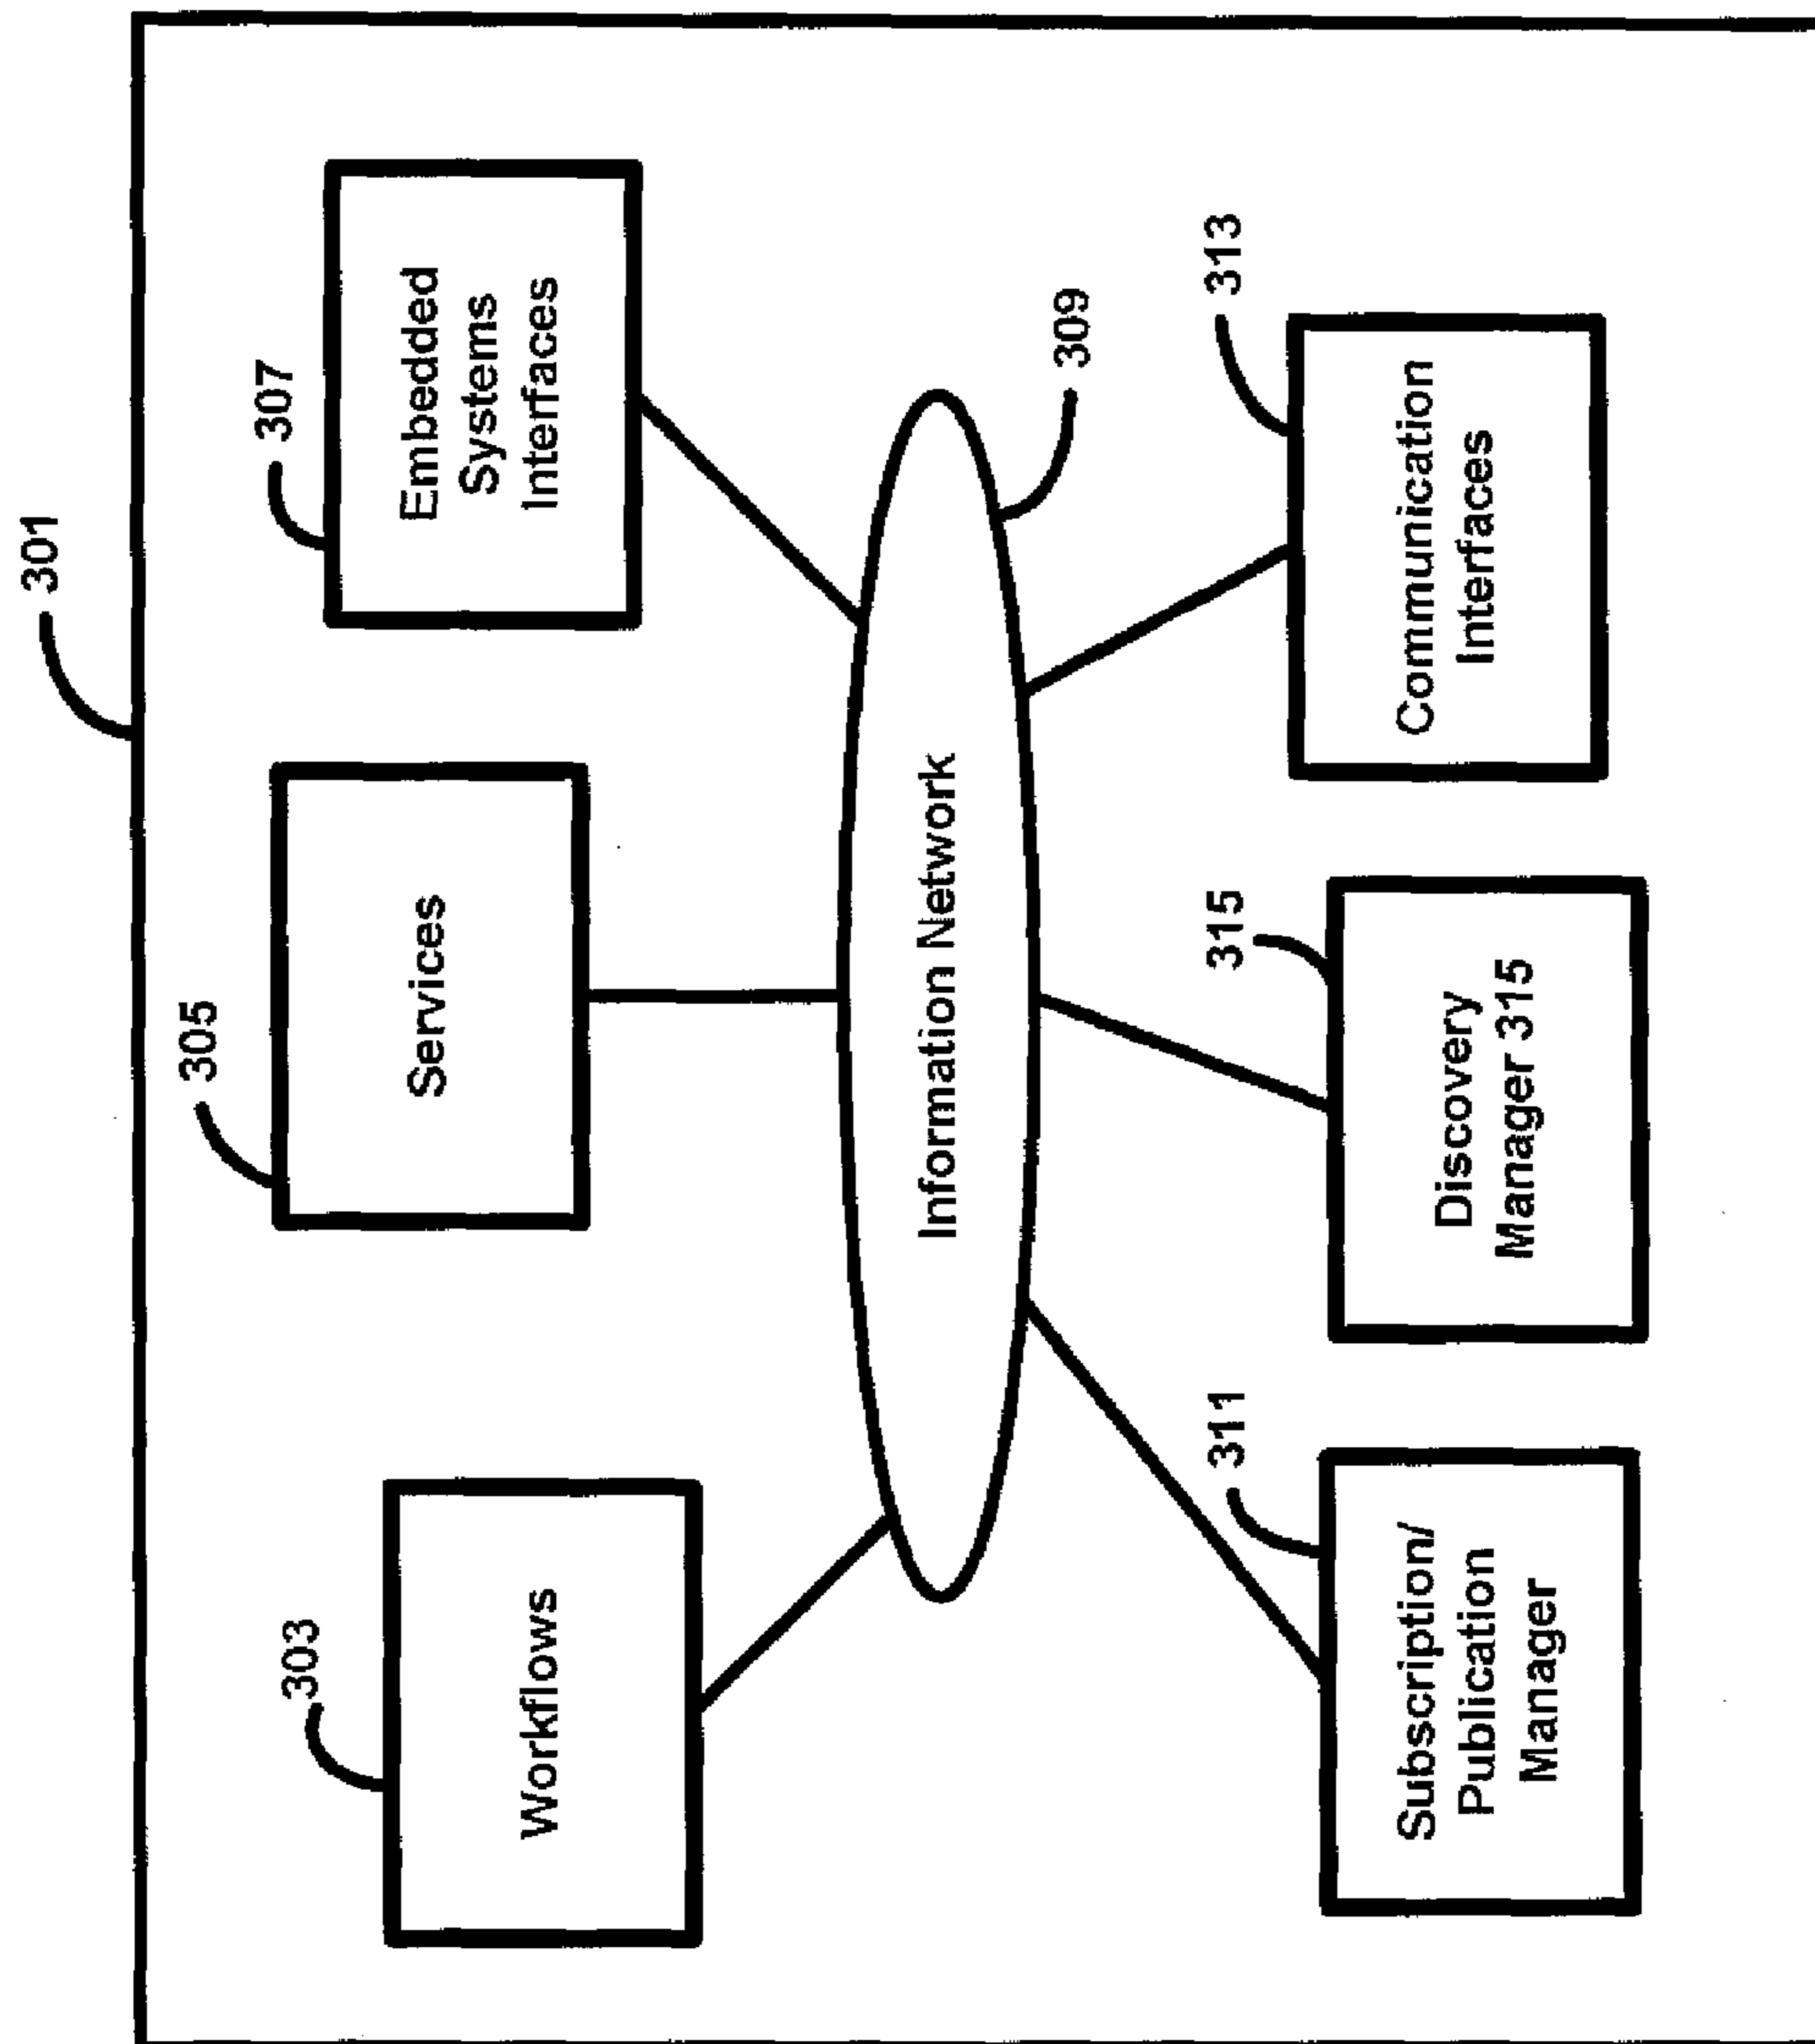 301
305
Services
307
Embedded
Systems
Interfaces
303
Workflows
Information Network
309
311
Subscription/
Publication
Manager
315
Discovery
Manager 315
313
Communication
Interfaces